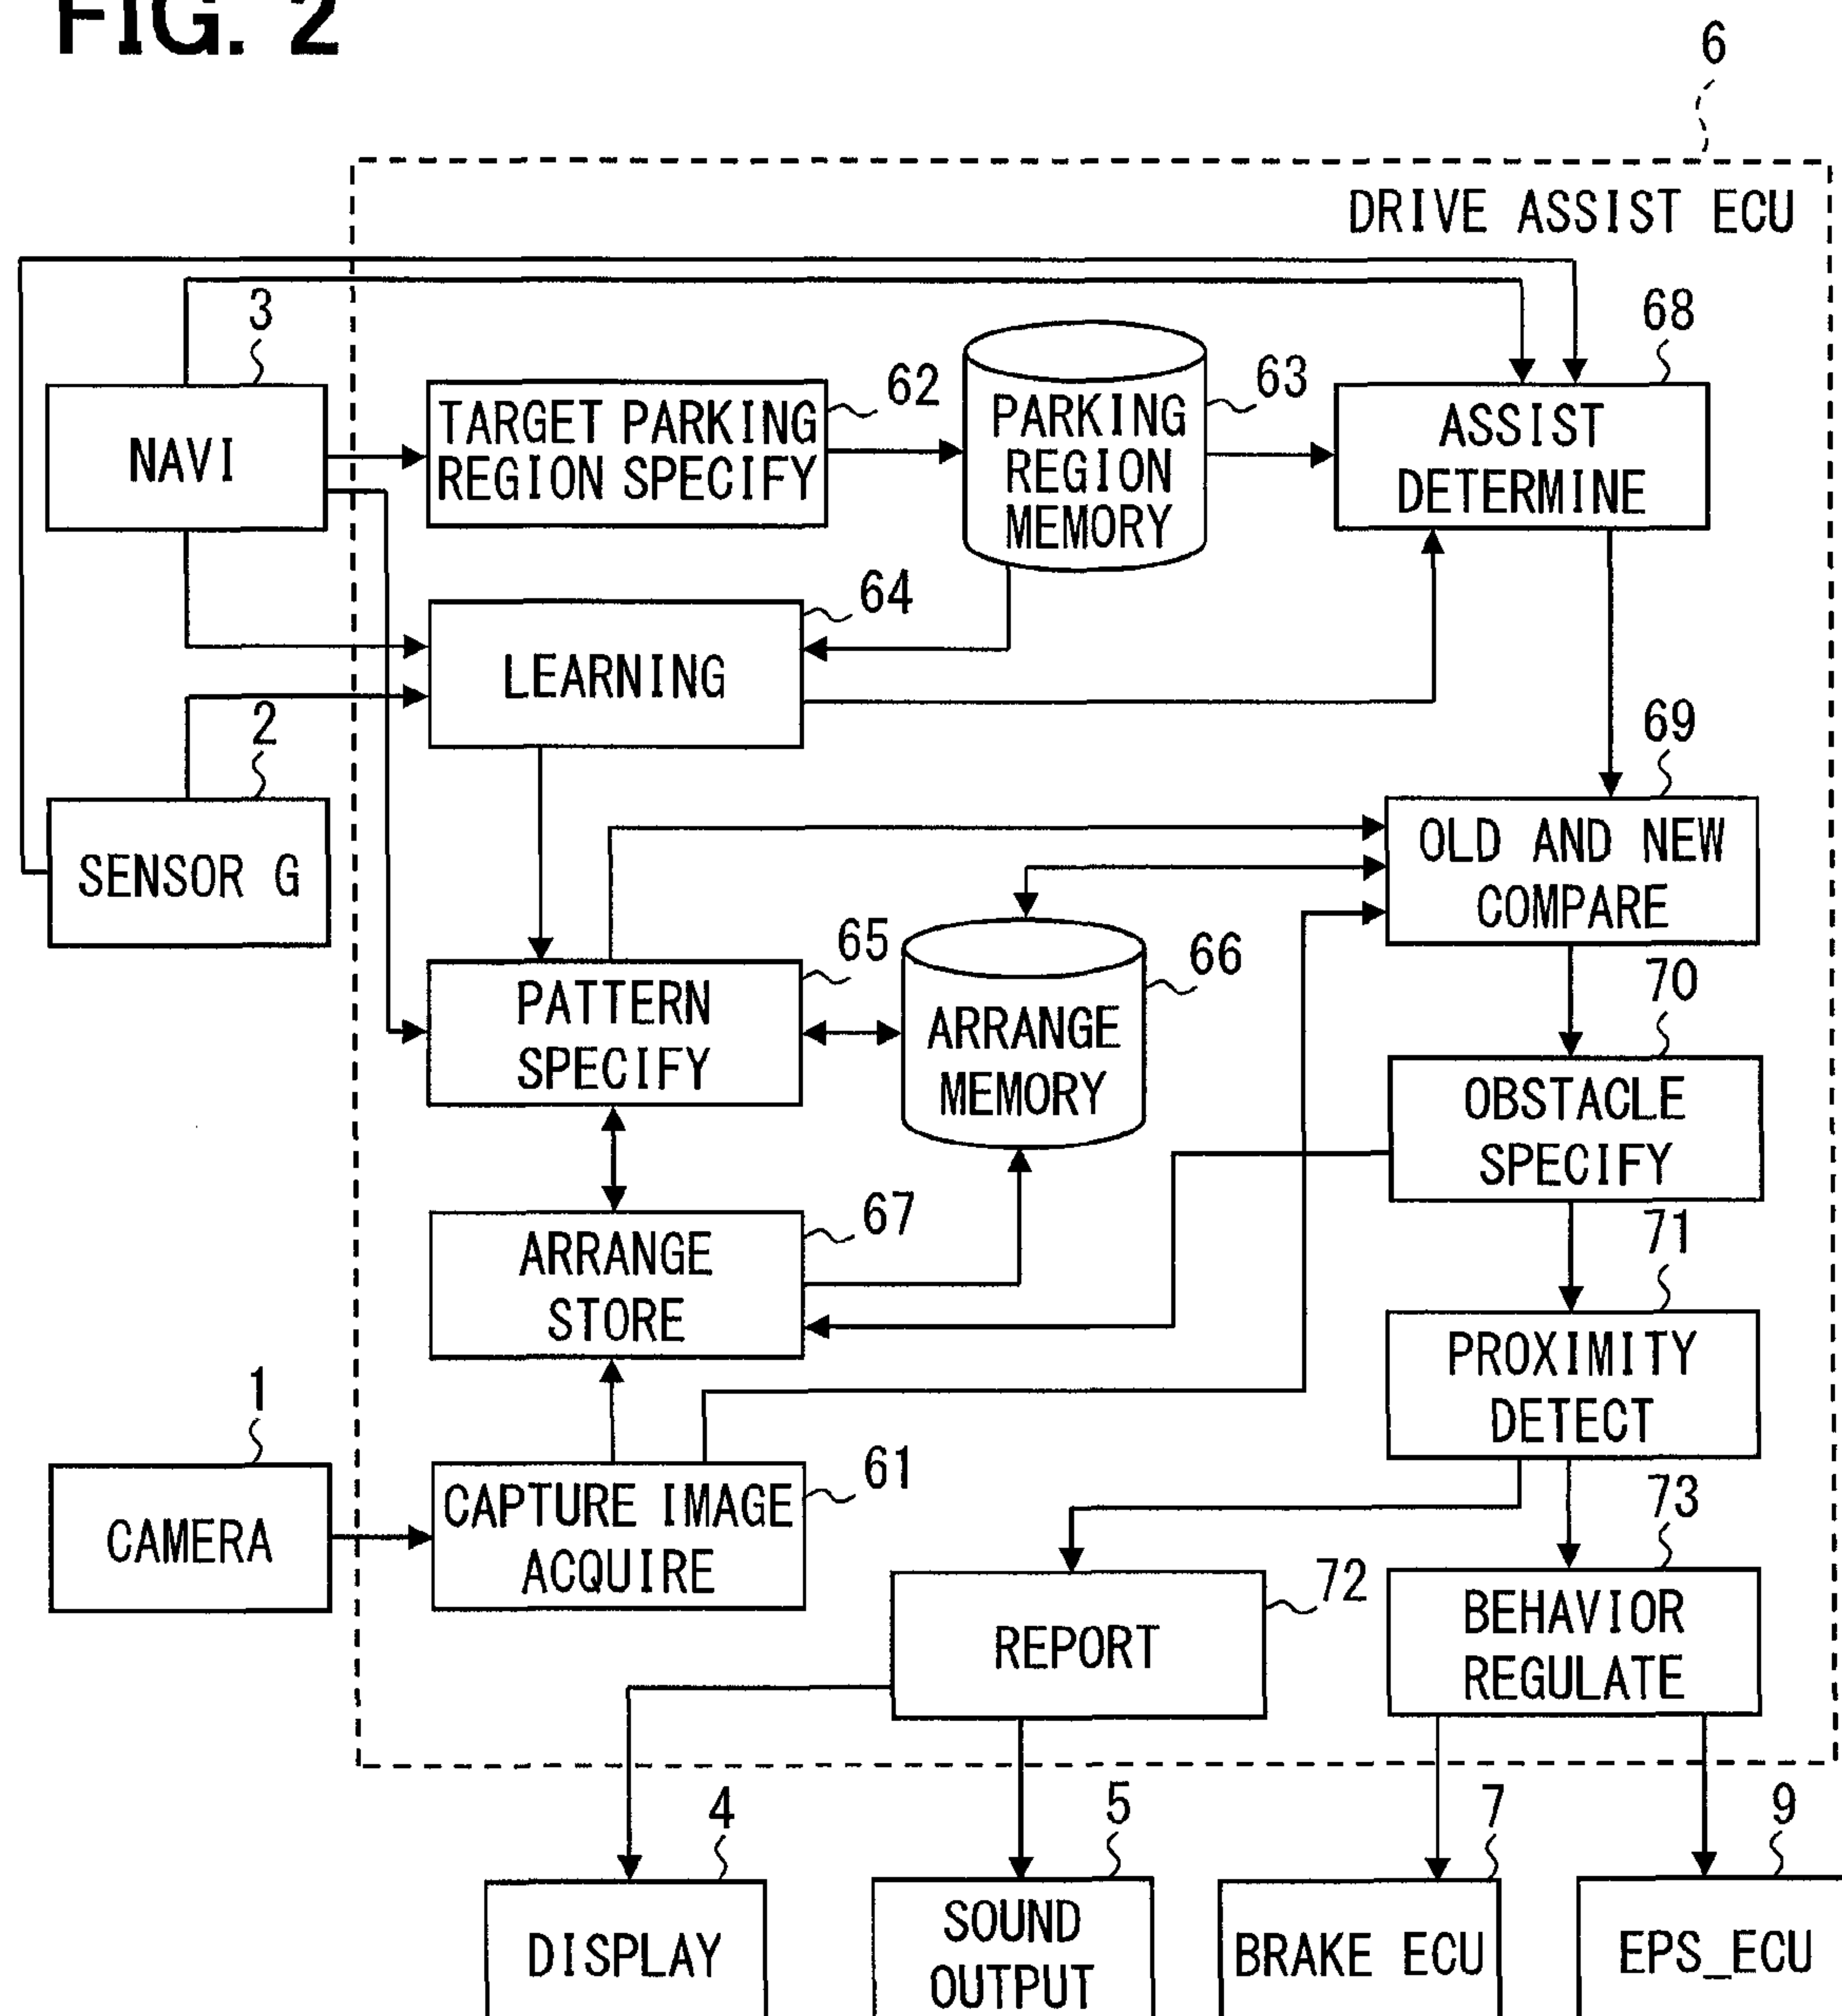 FIG. 2
6
DRIVE ASSIST ECU
3
NAVI
62
TARGET PARKING
REGION SPECIFY
63
PARKING
REGION
MEMORY
68
ASSIST
DETERMINE
64
LEARNING
2
SENSOR G
69
OLD AND NEW
COMPARE
65
PATTERN
SPECIFY
66
ARRANGE
MEMORY
70
OBSTACLE
SPECIFY
67
ARRANGE
STORE
71
PROXIMITY
DETECT
1
CAMERA
61
CAPTURE IMAGE
ACQUIRE
72
REPORT
73
BEHAVIOR
REGULATE
4
DISPLAY
5
SOUND
OUTPUT
7
BRAKE ECU
9
EPS_ECU